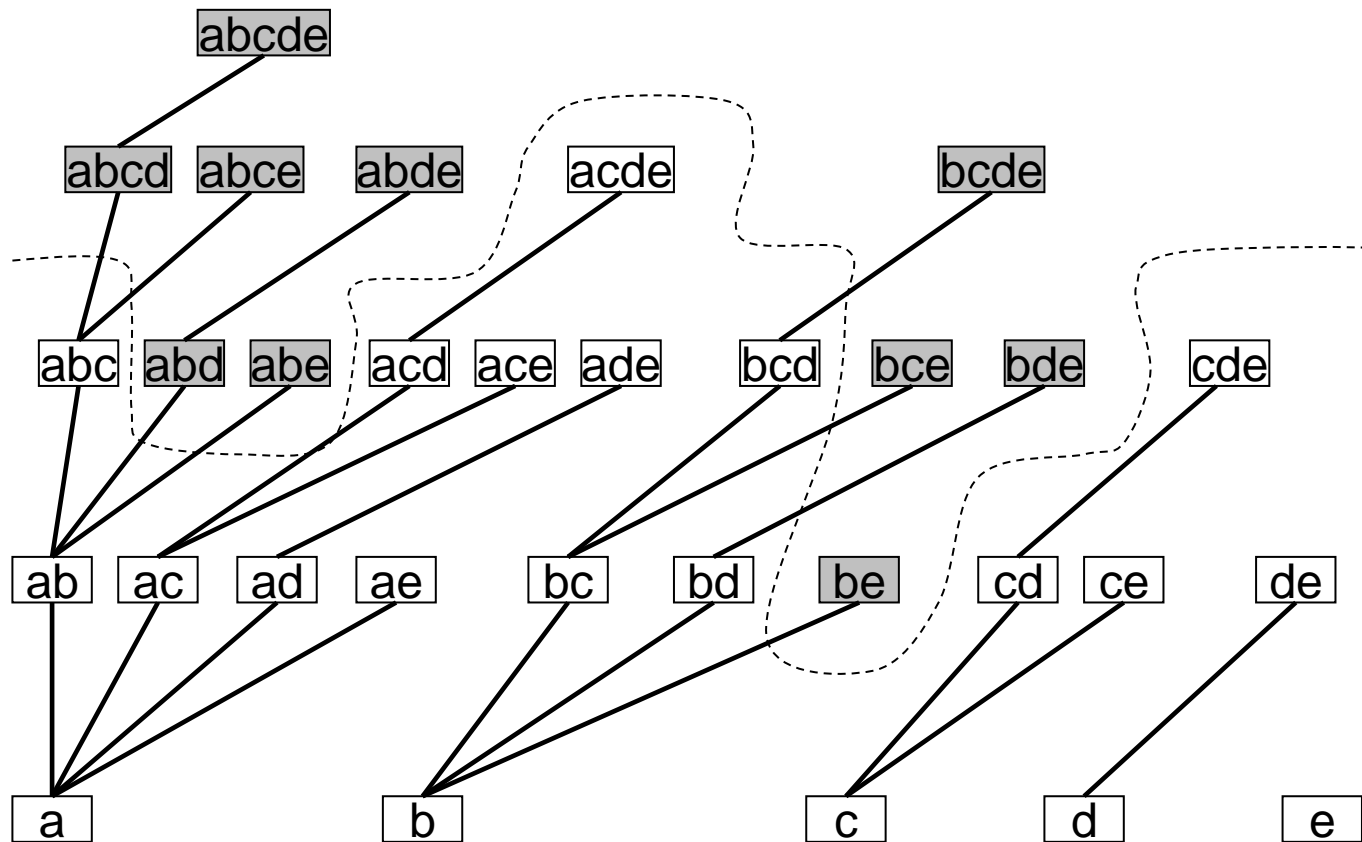 abcde
abcd abce abde acde bcde
abc abd abe acd ace ade bcd bce bde cde
ab ac ad ae bc bd be cd ce de
a b c d e